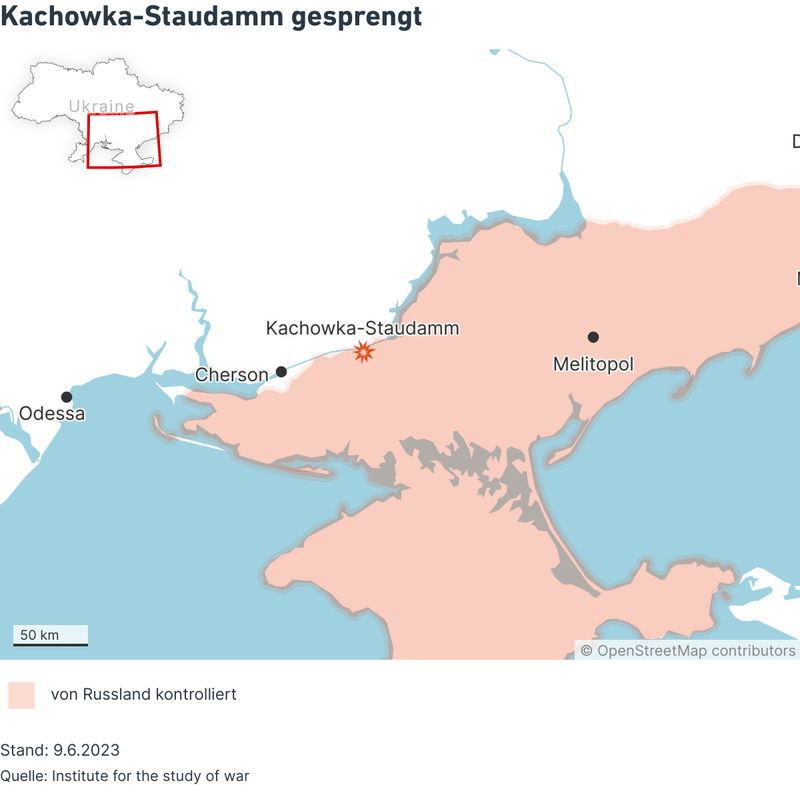 Kachowka-Staudamm gesprengt
Ukraine
D
M
Kachowka-Staudamm
Cherson
Melitopol
Odessa
50 km
© OpenStreetMap contributors
von Russland kontrolliert
Stand: 9.6.2023
Quelle: Institute for the study of war